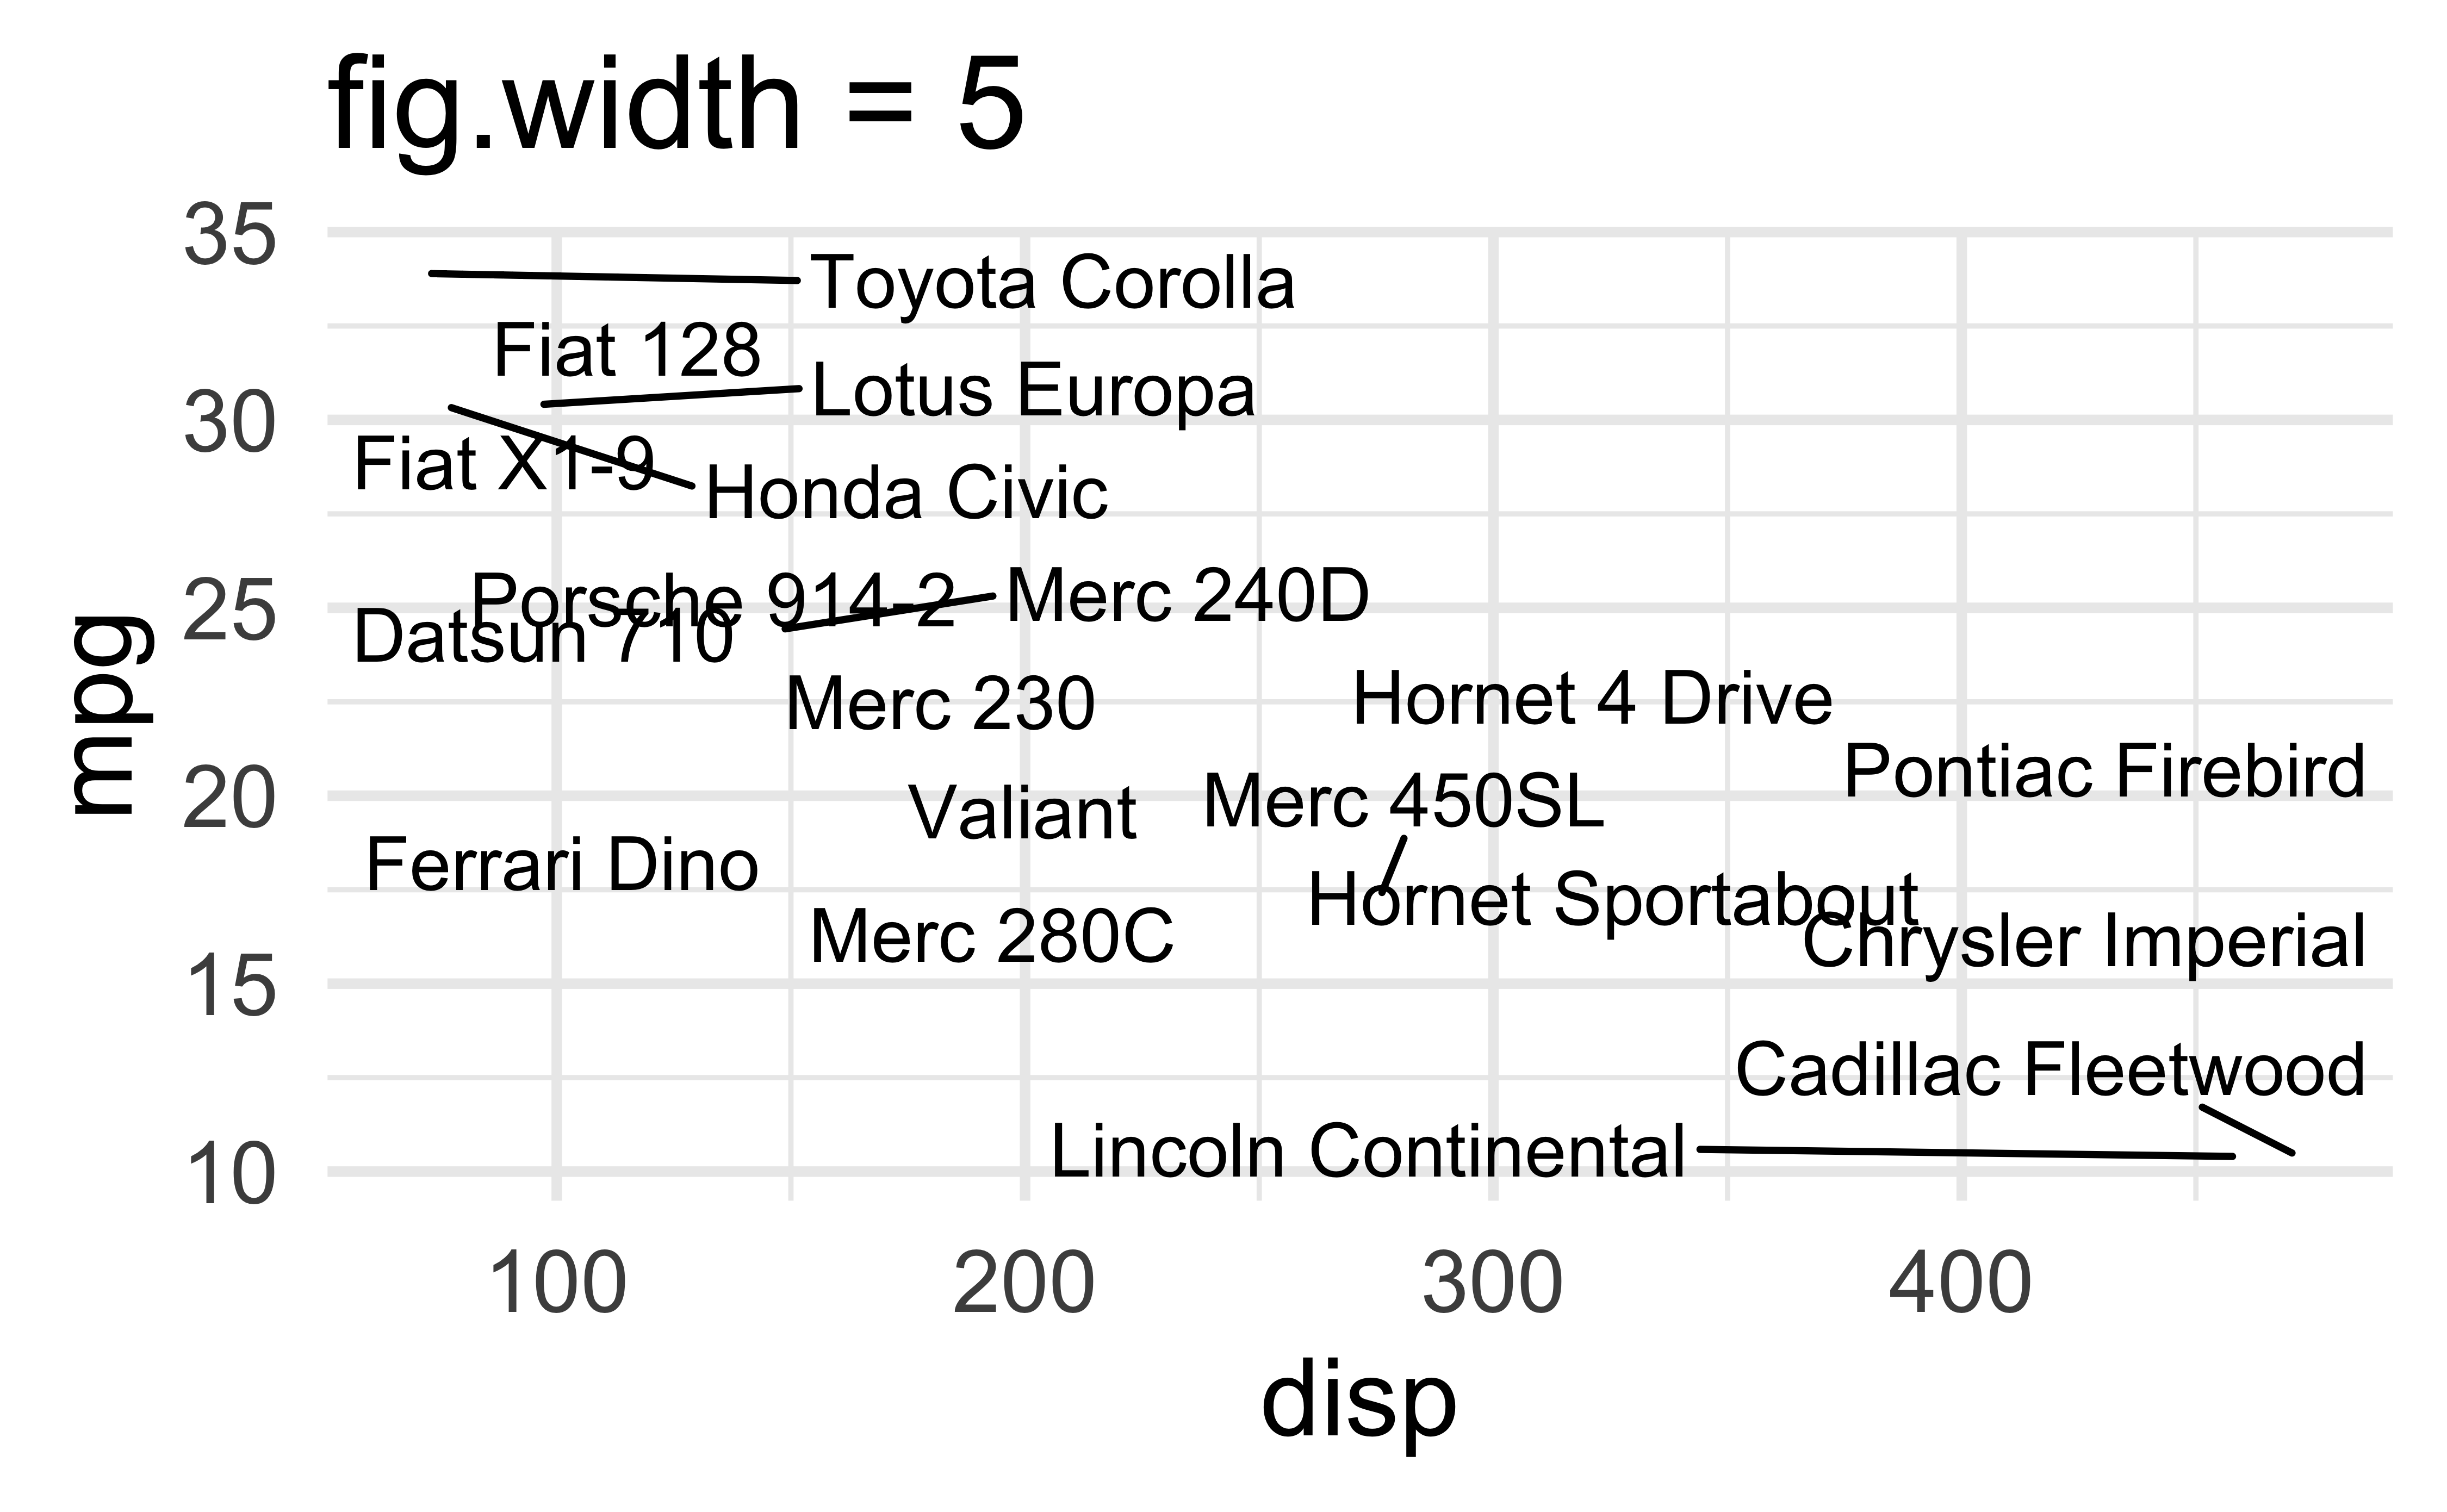 fig.width = 5
35
Toyota Corolla
Fiat 128
Lotus Europa
30
Fiat X1-9
Honda Civic
Porsche 914-2
Merc 240D
25
Datsun 710
Merc 230
Hornet 4 Drive
Pontiac Firebird
Merc 450SL
20
Valiant
Ferrari Dino
Hornet Sportabout
Merc 280C
Chrysler Imperial
15
Cadillac Fleetwood
Lincoln Continental
10
mpg
100 200 300 400
disp